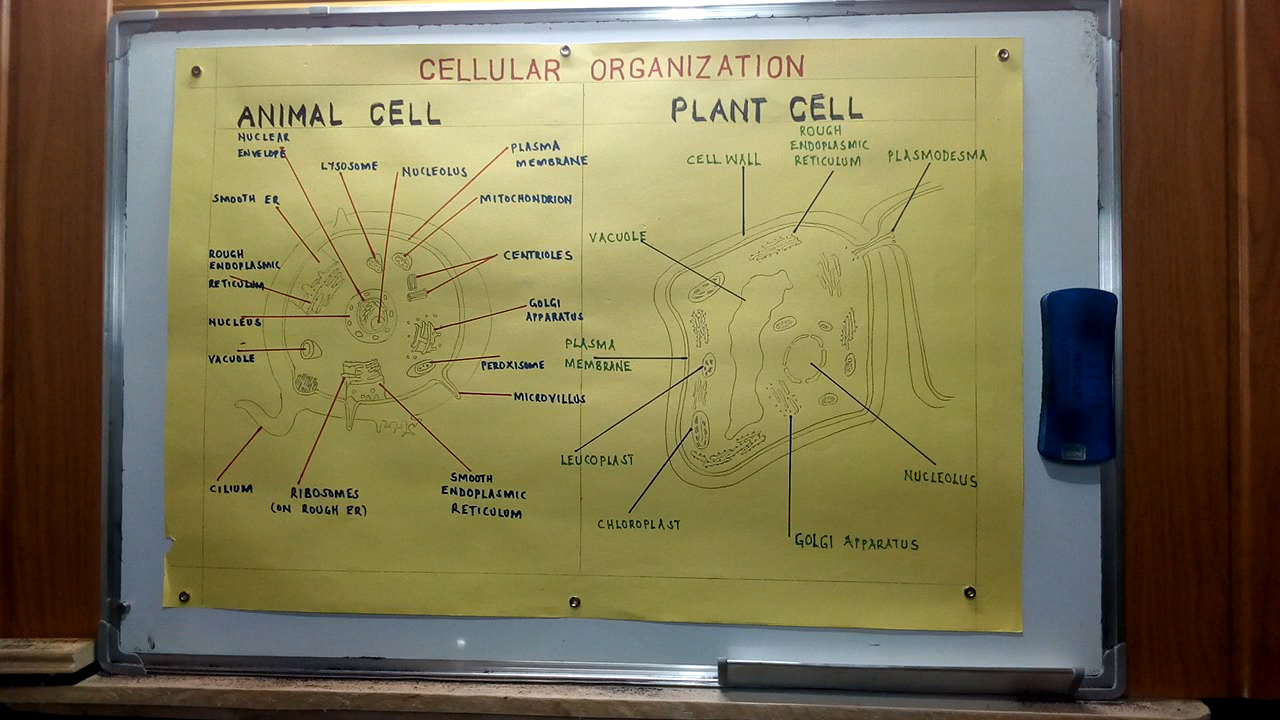 CELLULAR ORGANIZATION
ANIMAL CELL
NUCLEAR
ENVELOPE
LYSOSOME
NUCLEOLUS
PLASMA
MEMBRANE
SMOOTH ER
MITOCHONDRION
ROUGH
ENDOPLASMIC
RETICULUM
CENTRIOLES
NUCLEUS
GOLGI
APPARATUS
VACUOLE
PEROXISOME
MICROVILLUS
CILIUM
RIBOSOMES
(ON ROUGH ER)
SMOOTH
ENDOPLASMIC
RETICULUM
PLANT CELL
CELL WALL
ROUGH
ENDOPLASMIC
RETICULUM
PLASMODESMA
VACUOLE
PLASMA
MEMBRANE
LEUCOPLAST
CHLOROPLAST
NUCLEOLUS
GOLGI APPARATUS